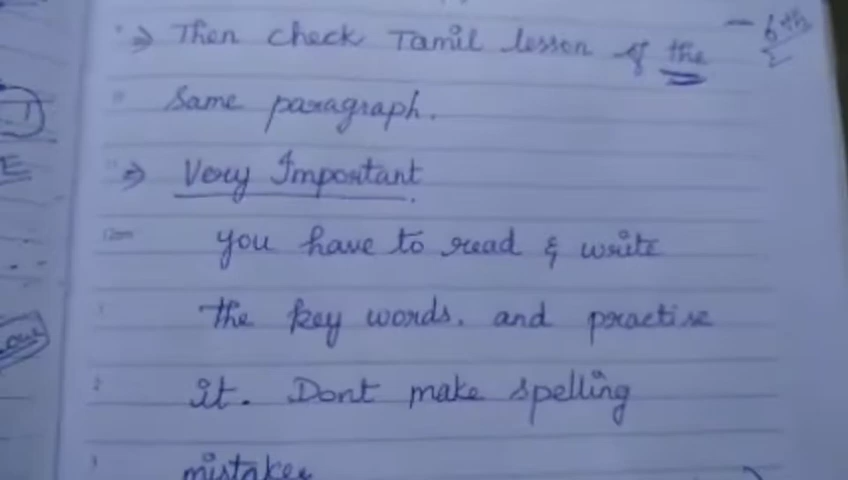 ⇒ Then check Tamil lesson of the - 6th
Same paragraph.
⇒ Very Important
you have to read & write
the key words. and practise
it. Dont make spelling
mistakes